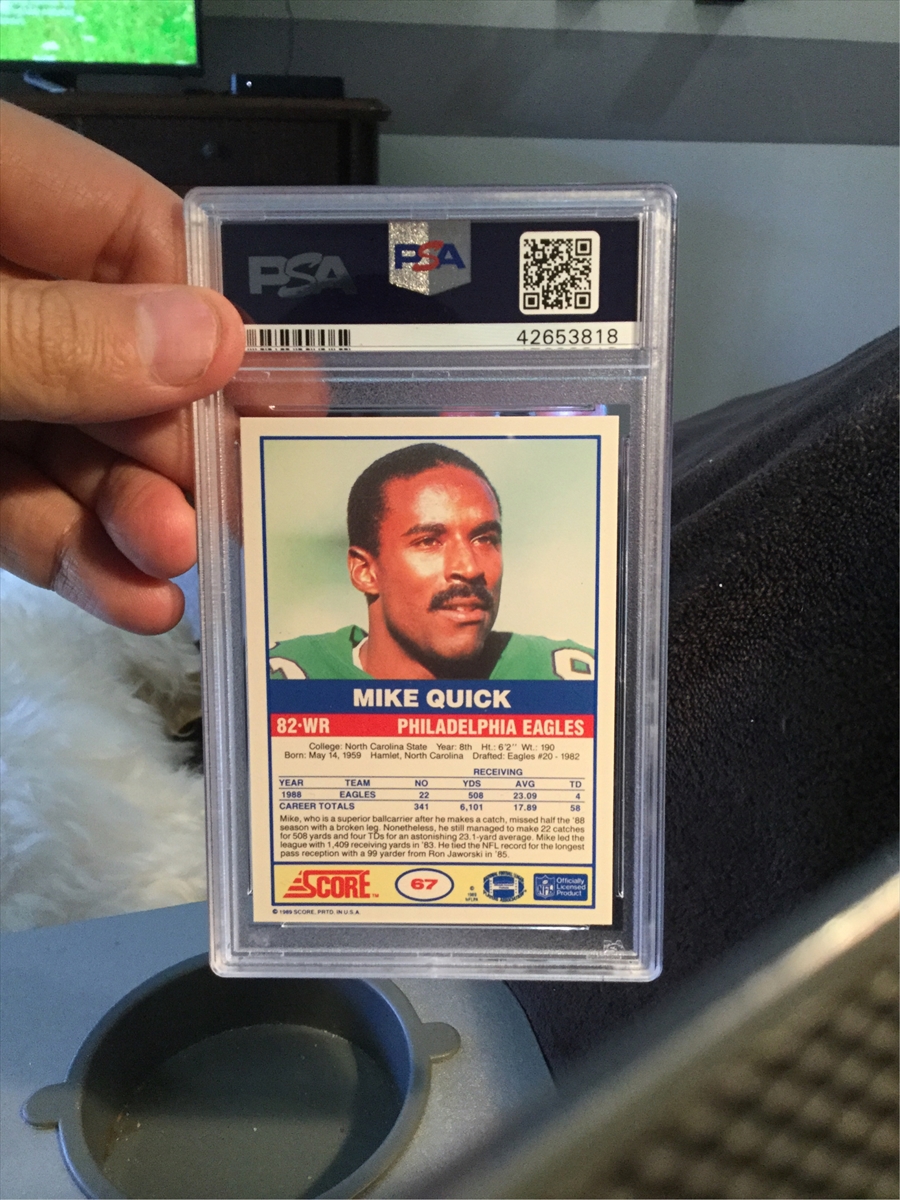 PSA
PSA
42653818
MIKE QUICK
82-WR PHILADELPHIA EAGLES
College: North Carolina State Year: 8th Ht.: 6'2'' Wt.: 190
Born: May 14, 1959 Hamlet, North Carolina Drafted: Eagles #20 - 1982
RECEIVING
YEAR TEAM NO YDS AVG TD
1988 EAGLES 22 508 23.09 4
CAREER TOTALS 341 6,101 17.89 58
Mike, who is a superior ballcarrier after he makes a catch, missed half the '88
season with a broken leg. Nonetheless, he still managed to make 22 catches
for 508 yards and four TDs for an astonishing 23.1-yard average. Mike led the
league with 1,409 receiving yards in '83. He tied the NFL record for the longest
pass reception with a 99 yarder from Ron Jaworski in '85.
SCORE™ 67
NFL
Officially
Licensed
Product
© 1989 SCORE, PRTD. IN U.S.A.